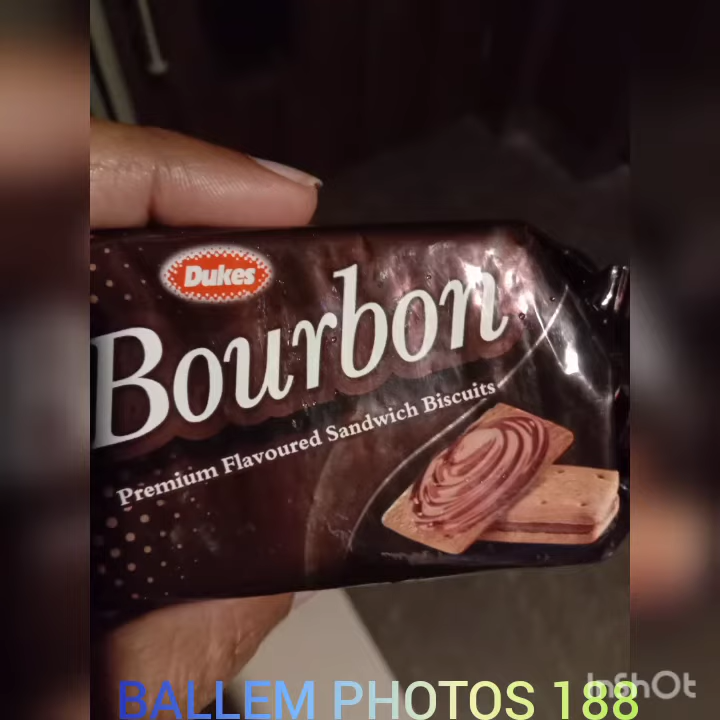 Dukes
Bourbon
Premium Flavoured Sandwich Biscuits
InShOt
BALLEM PHOTOS 188